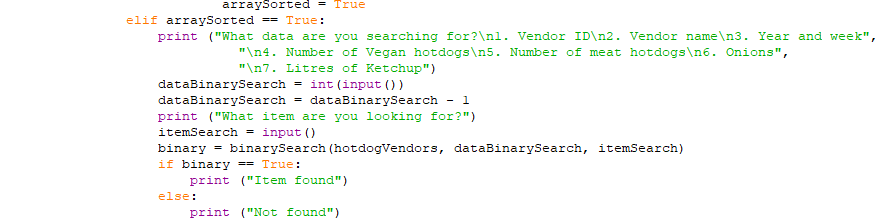 arraySorted = True
elif arraySorted == True:
print ("What data are you searching for?\n1. Vendor ID\n2. Vendor name\n3. Year and week",
"\n4. Number of Vegan hotdogs\n5. Number of meat hotdogs\n6. Onions",
"\n7. Litres of Ketchup")
dataBinarySearch = int(input())
dataBinarySearch = dataBinarySearch - 1
print ("What item are you looking for?")
itemSearch = input()
binary = binarySearch(hotdogVendors, dataBinarySearch, itemSearch)
if binary == True:
print ("Item found")
else:
print ("Not found")